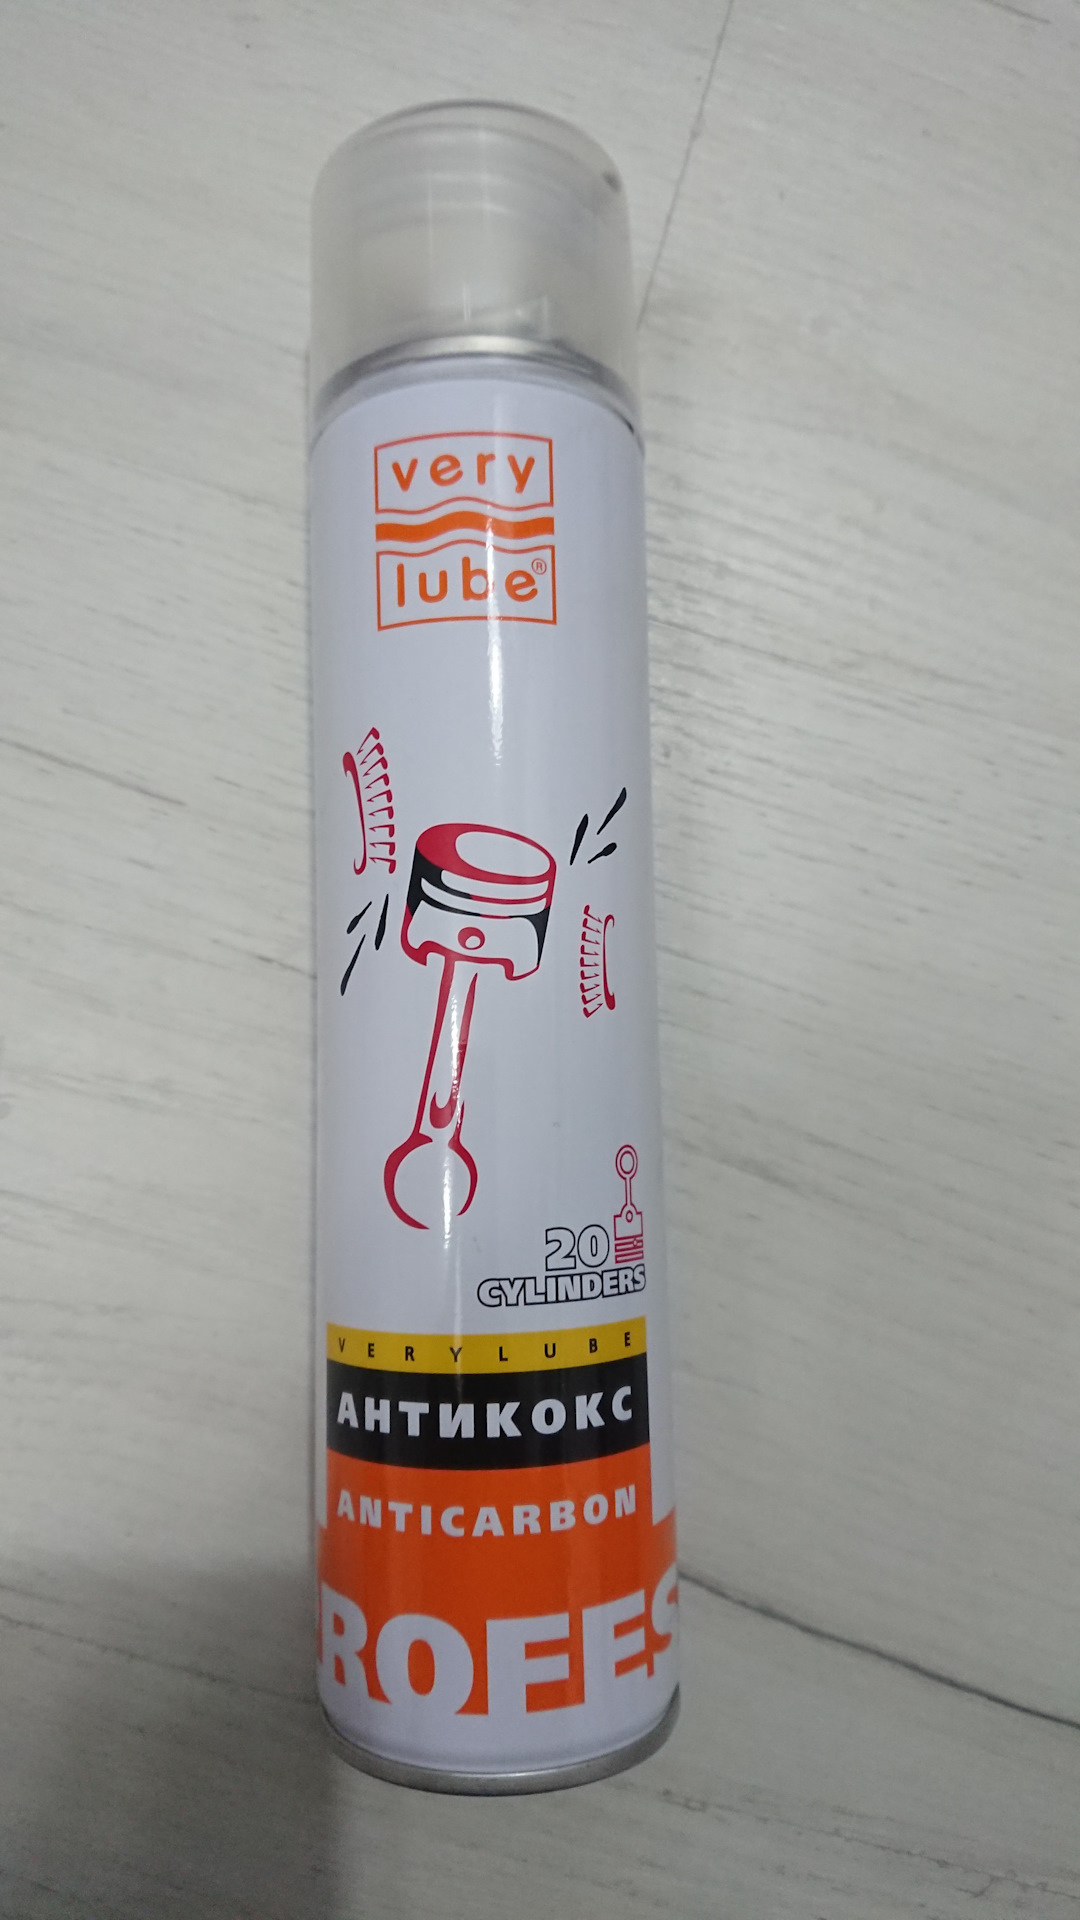 very
lube®
20
CYLINDERS
VERYLUBE
АНТИКОКС
ANTICARBON
ROFES